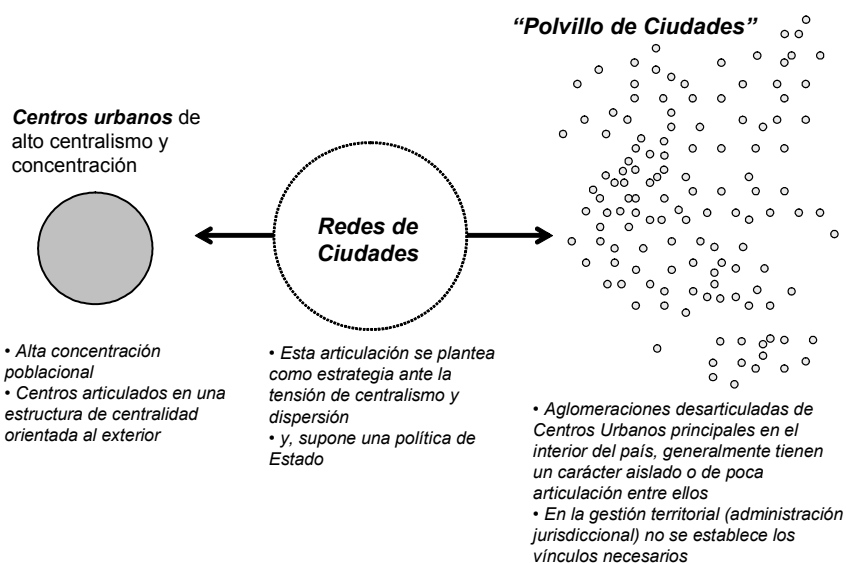 “Polvillo de Ciudades”
Centros urbanos de
alto centralismo y
concentración
Redes de
Ciudades
• Alta concentración
poblacional
• Centros articulados en una
estructura de centralidad
orientada al exterior
• Esta articulación se plantea
como estrategia ante la
tensión de centralismo y
dispersión
• y, supone una política de
Estado
• Aglomeraciones desarticuladas de
Centros Urbanos principales en el
interior del país, generalmente tienen
un carácter aislado o de poca
articulación entre ellos
• En la gestión territorial (administración
jurisdiccional) no se establece los
vínculos necesarios